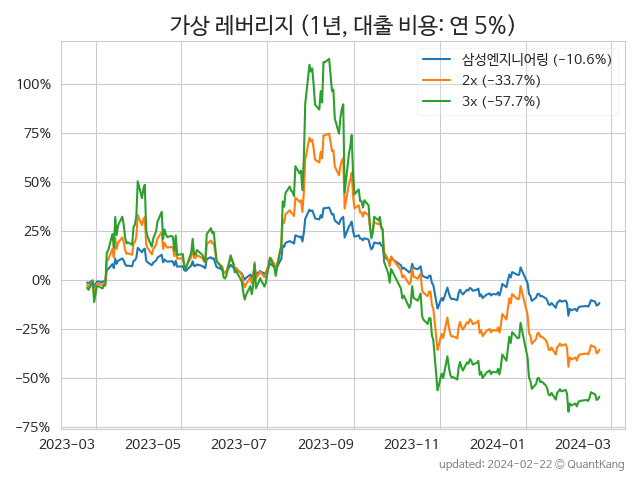 가상 레버리지 (1년, 대출 비용: 연 5%)
삼성엔지니어링 (−10.6%)
2x (−33.7%)
3x (−57.7%)
100%
75%
50%
25%
0%
−25%
−50%
−75%
2023-03 2023-05 2023-07 2023-09 2023-11 2024-01 2024-03
updated: 2024-02-22 © QuantKang